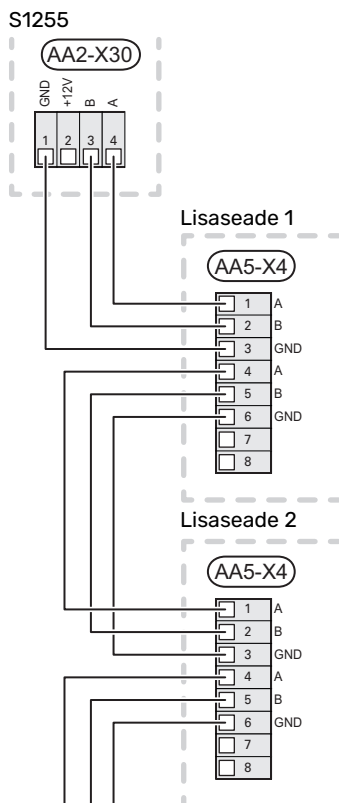 S1255
AA2-X30
GND +12V B A
1 2 3 4
Lisaseade 1
AA5-X4
1 A
2 B
3 GND
4 A
5 B
6 GND
7
8
Lisaseade 2
AA5-X4
1 A
2 B
3 GND
4 A
5 B
6 GND
7
8